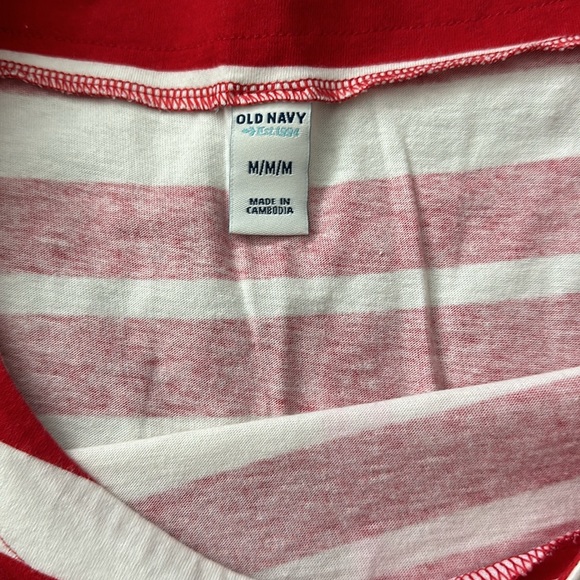 OLD NAVY
Est.1994
M/M/M
MADE IN
CAMBODIA